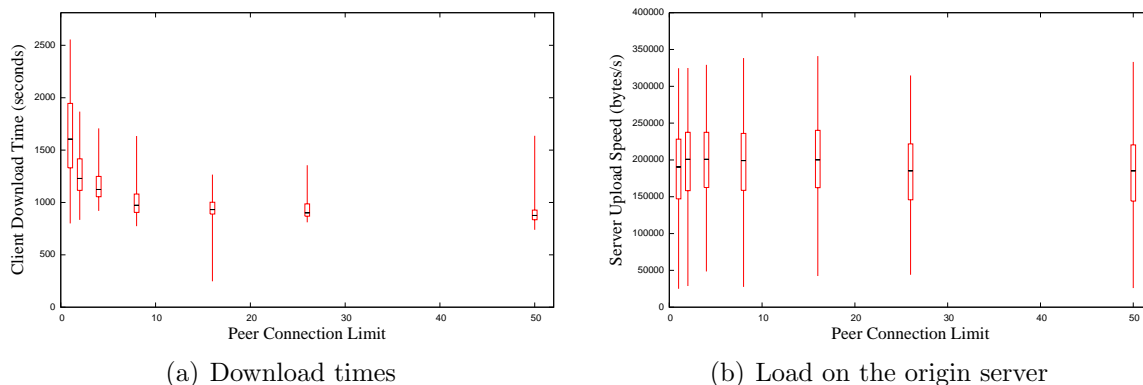 2500
2000
1500
1000
500
0
0 10 20 30 40 50
Client Download Time (seconds)
Peer Connection Limit
(a) Download times
400000
350000
300000
250000
200000
150000
100000
50000
0
0 10 20 30 40 50
Server Upload Speed (bytes/s)
Peer Connection Limit
(b) Load on the origin server